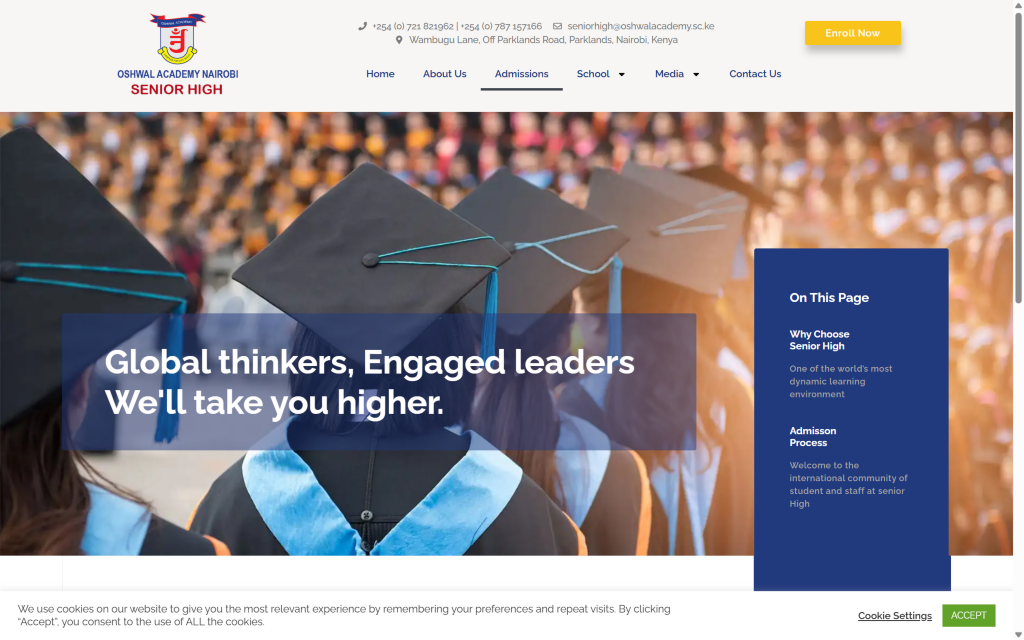 OSHWAL ACADEMY
OSHWAL ACADEMY NAIROBI
SENIOR HIGH
+254 (0) 721 821962 | +254 (0) 787 157166 seniorhigh@oshwalacademy.sc.ke
Wambugu Lane, Off Parklands Road, Parklands, Nairobi, Kenya
Enroll Now
Home About Us Admissions School Media Contact Us
Global thinkers, Engaged leaders
We'll take you higher.
On This Page
Why Choose
Senior High
One of the world's most
dynamic learning
environment
Admisson
Process
Welcome to the
international community of
student and staff at senior
High
We use cookies on our website to give you the most relevant experience by remembering your preferences and repeat visits. By clicking
“Accept”, you consent to the use of ALL the cookies.
Cookie Settings
ACCEPT